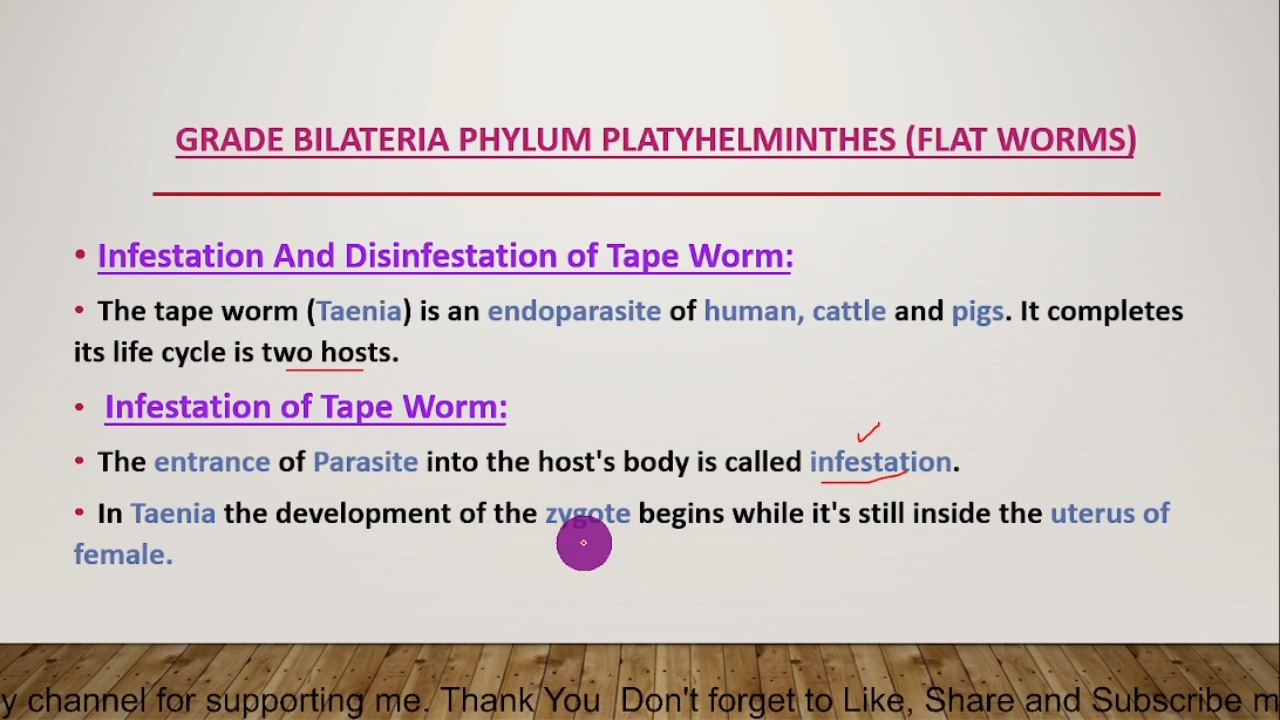 GRADE BILATERIA PHYLUM PLATYHELMINTHES (FLAT WORMS)
• Infestation And Disinfestation of Tape Worm:
• The tape worm (Taenia) is an endoparasite of human, cattle and pigs. It completes
its life cycle is two hosts.
• Infestation of Tape Worm:
• The entrance of Parasite into the host's body is called infestation.
• In Taenia the development of the zygote begins while it's still inside the uterus of
female.
y channel for supporting me. Thank You Don't forget to Like, Share and Subscribe m